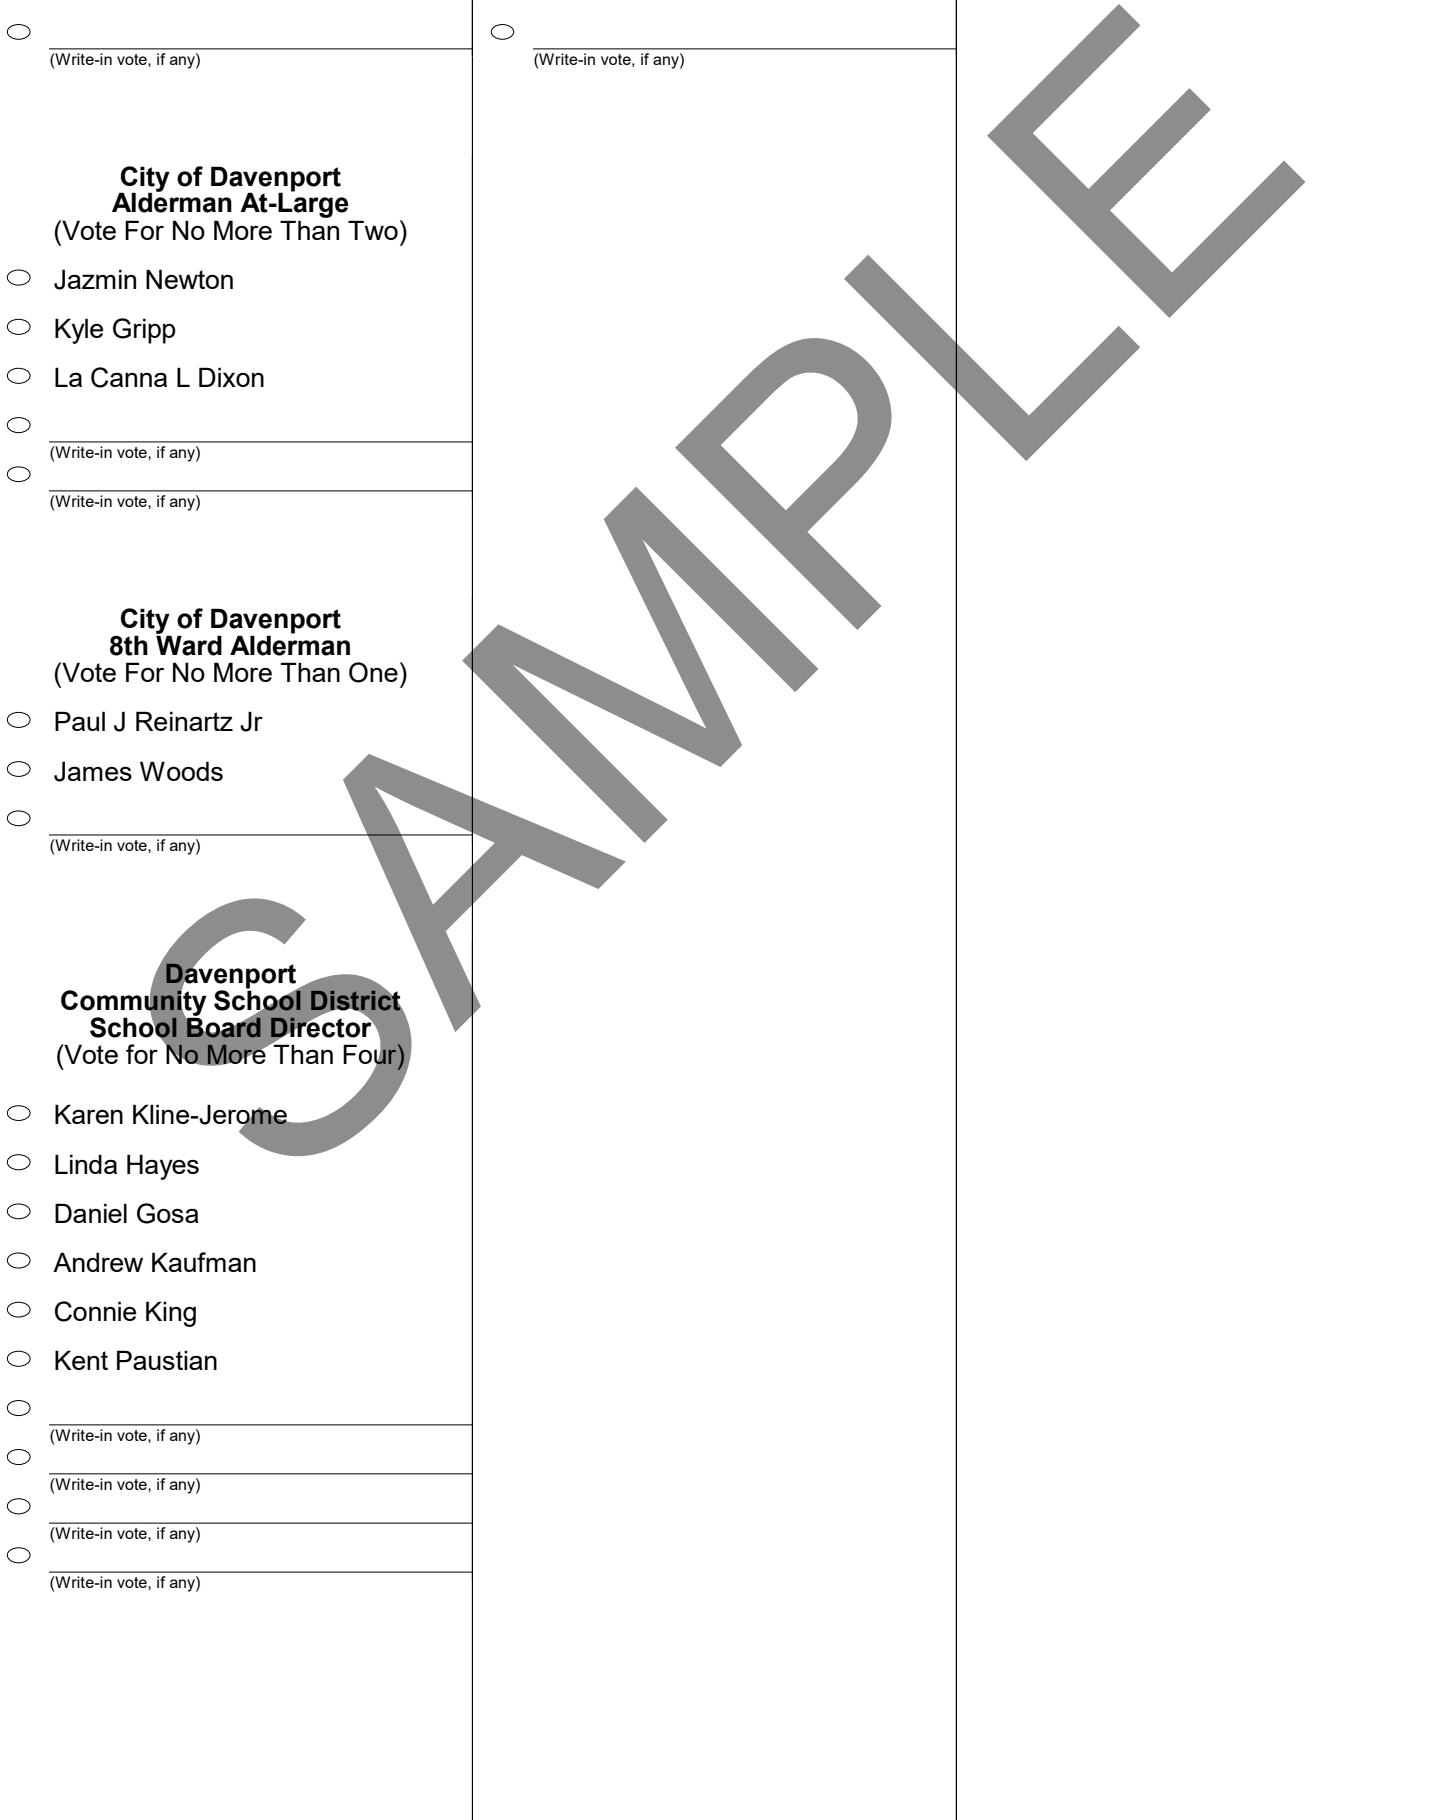 (Write-in vote, if any)
City of Davenport
Alderman At-Large
(Vote For No More Than Two)
Jazmin Newton
Kyle Gripp
La Canna L Dixon
(Write-in vote, if any)
(Write-in vote, if any)
City of Davenport
8th Ward Alderman
(Vote For No More Than One)
Paul J Reinartz Jr
James Woods
(Write-in vote, if any)
Davenport
Community School District
School Board Director
(Vote for No More Than Four)
Karen Kline-Jerome
Linda Hayes
Daniel Gosa
Andrew Kaufman
Connie King
Kent Paustian
(Write-in vote, if any)
(Write-in vote, if any)
(Write-in vote, if any)
(Write-in vote, if any)
(Write-in vote, if any)
SAMPLE